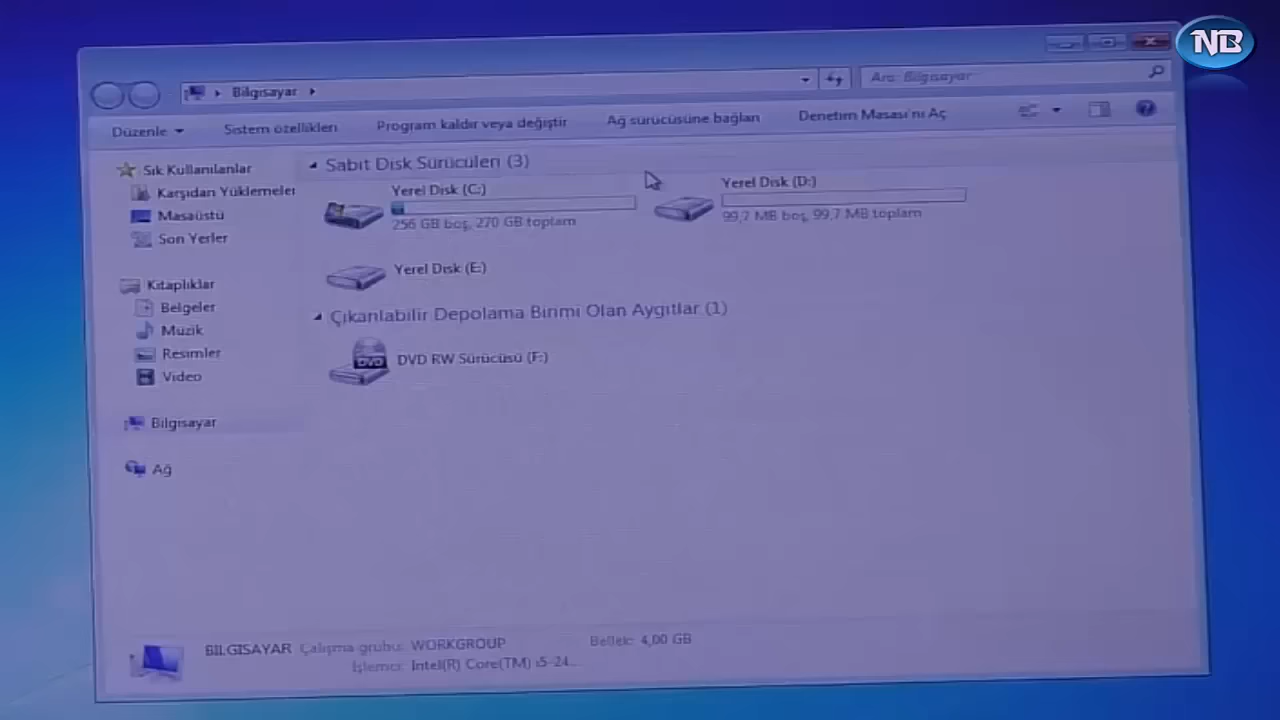 NB
Bilgisayar
Ara: Bilgisayar
Düzenle
Sistem özellikleri
Program kaldır veya değiştir
Ağ sürücüsüne bağlan
Denetim Masası'nı Aç
Sık Kullanılanlar
Karşıdan Yüklemeler
Masaüstü
Son Yerler
Kitaplıklar
Belgeler
Müzik
Resimler
Video
Bilgisayar
Ağ
Sabit Disk Sürücüleri (3)
Yerel Disk (C:)
256 GB boş, 270 GB toplam
Yerel Disk (D:)
99,7 MB boş, 99,7 MB toplam
Yerel Disk (E:)
Çıkarılabilir Depolama Birimi Olan Aygıtlar (1)
DVD
DVD RW Sürücüsü (F:)
BILGISAYAR Çalışma grubu: WORKGROUP
Bellek: 4,00 GB
İşlemci: Intel(R) Core(TM) i5-24...